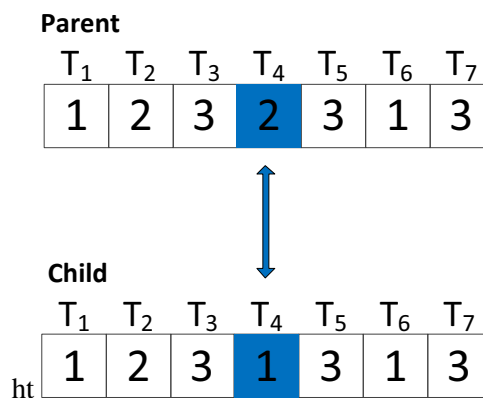 Parent
T1 T2 T3 T4 T5 T6 T7
1 2 3 2 3 1 3
Child
T1 T2 T3 T4 T5 T6 T7
1 2 3 1 3 1 3
ht